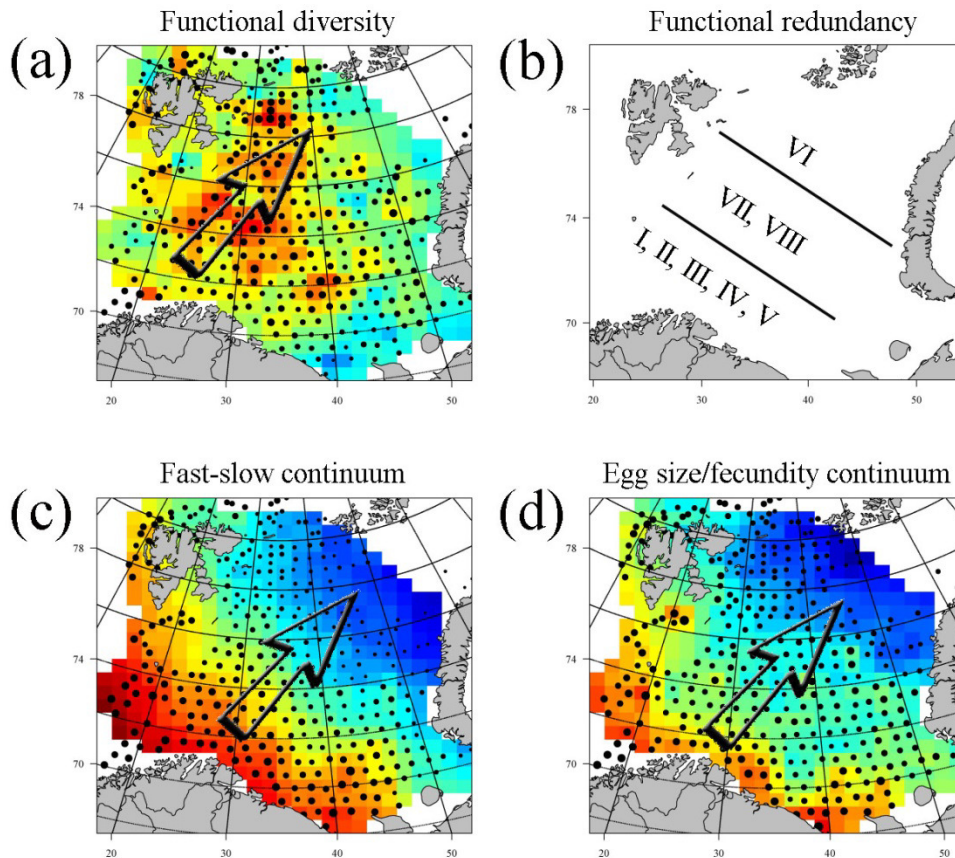 Functional diversity
(a)
78
74
70
20
30
40
50
Functional redundancy
(b)
78
74
70
20
30
40
50
VI
VII, VIII
I, II, III, IV, V
Fast-slow continuum
(c)
78
74
70
20
30
40
50
Egg size/fecundity continuum
(d)
78
74
70
20
30
40
50